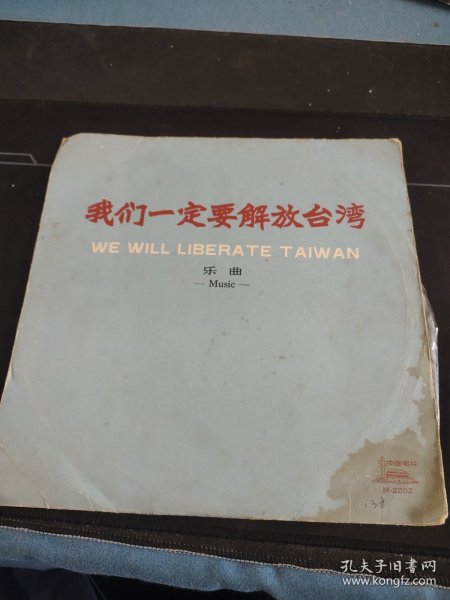 我们一定要解放台湾
WE WILL LIBERATE TAIWAN
乐曲
— Music —
中国唱片
M-2202
孔夫子旧书网
www.kongfz.com